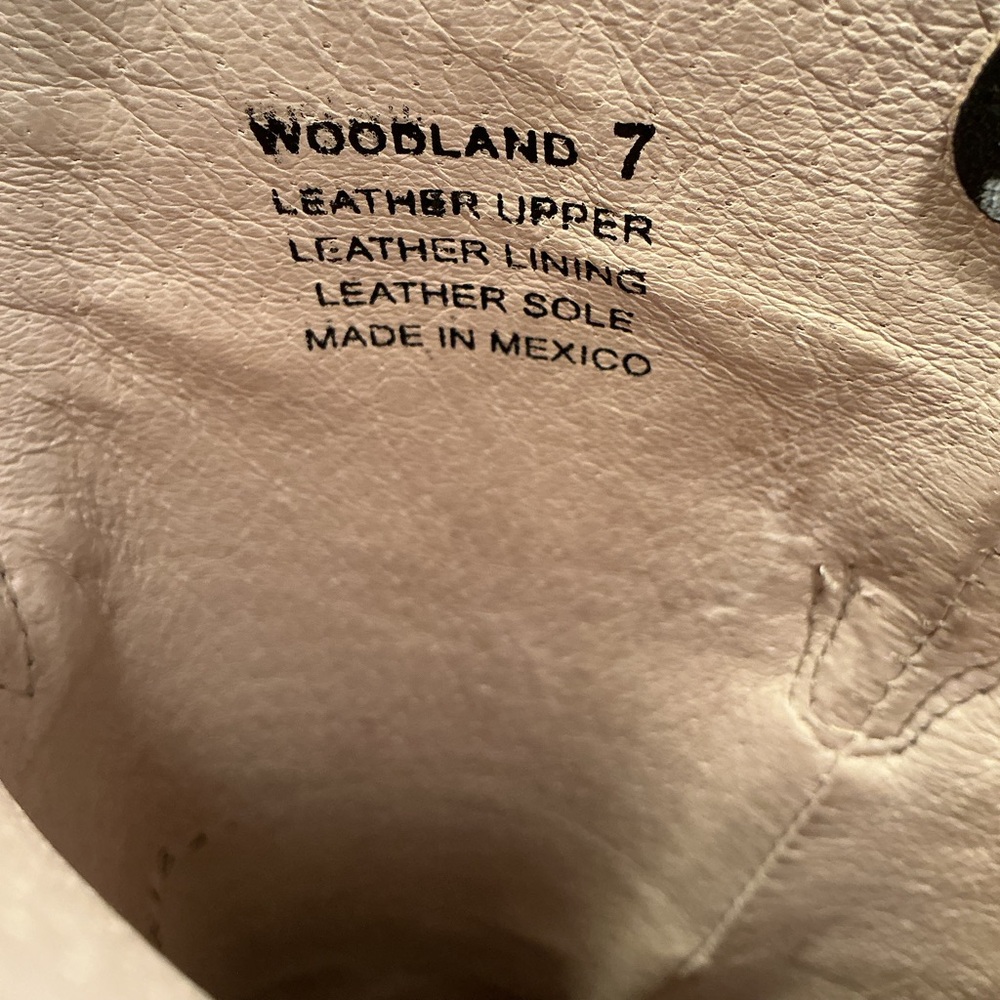 WOODLAND 7
LEATHER UPPER
LEATHER LINING
LEATHER SOLE
MADE IN MEXICO